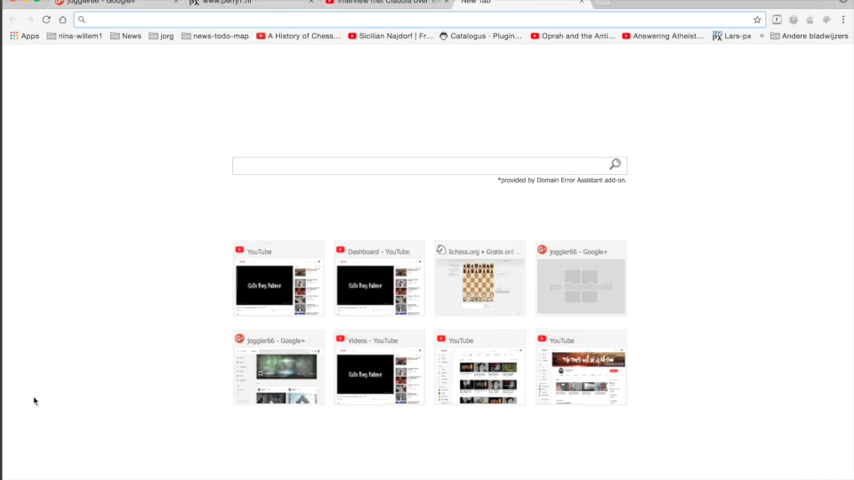 joggler66 - Google+
www.perry7.nl
Interview met Claudia over
New Tab
Apps
nina-willem1
News
jorg
news-todo-map
A History of Chess...
Sicilian Najdorf | Fr...
Catalogus - Plugin...
Oprah and the Anti...
Answering Atheist...
Lars-px
»
Andere bladwijzers
*provided by Domain Error Assistant add-on.
YouTube
Dashboard - YouTube
lichess.org • Gratis onl
joggler66 - Google+
no thumbnail
joggler66 - Google+
Videos - YouTube
YouTube
YouTube